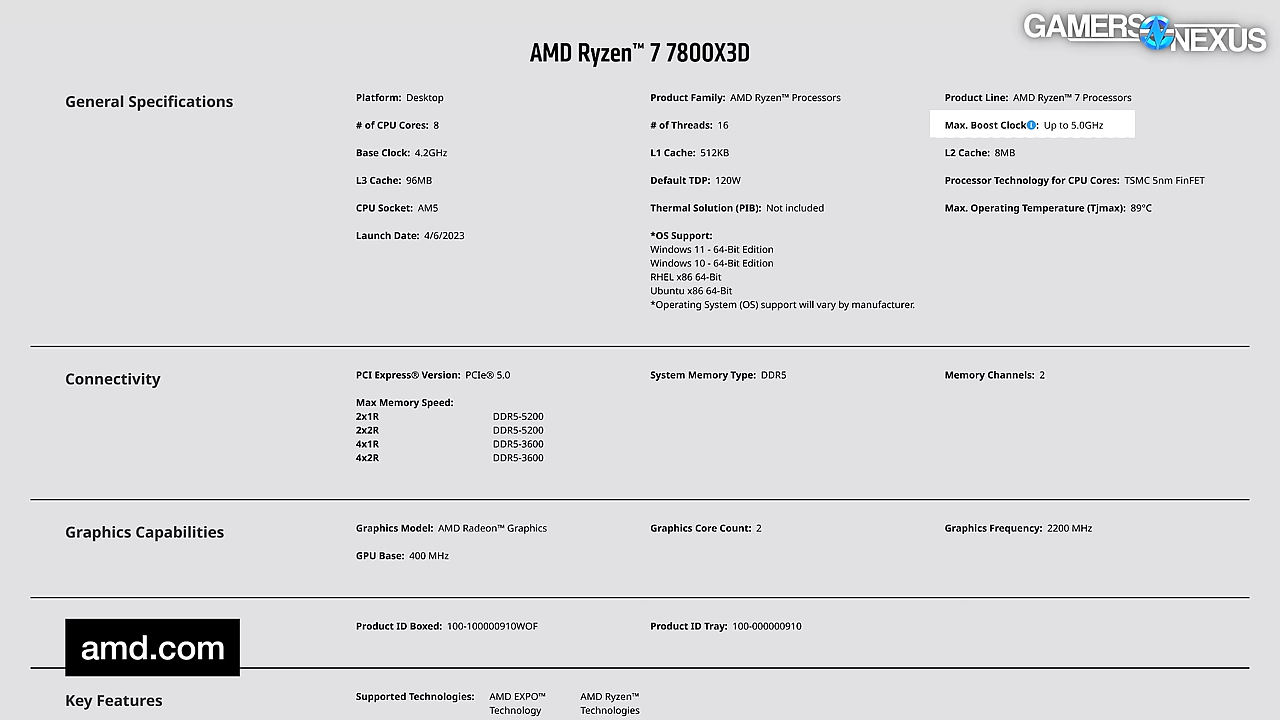 GAMERS NEXUS
AMD Ryzen™ 7 7800X3D
General Specifications
Platform: Desktop
Product Family: AMD Ryzen™ Processors
Product Line: AMD Ryzen™ 7 Processors
# of CPU Cores: 8
# of Threads: 16
Max. Boost Clock: Up to 5.0GHz
Base Clock: 4.2GHz
L1 Cache: 512KB
L2 Cache: 8MB
L3 Cache: 96MB
Default TDP: 120W
Processor Technology for CPU Cores: TSMC 5nm FinFET
CPU Socket: AM5
Thermal Solution (PIB): Not included
Max. Operating Temperature (Tjmax): 89°C
Launch Date: 4/6/2023
*OS Support:
Windows 11 - 64-Bit Edition
Windows 10 - 64-Bit Edition
RHEL x86 64-Bit
Ubuntu x86 64-Bit
*Operating System (OS) support will vary by manufacturer.
Connectivity
PCI Express® Version: PCIe® 5.0
System Memory Type: DDR5
Memory Channels: 2
Max Memory Speed:
2x1R DDR5-5200
2x2R DDR5-5200
4x1R DDR5-3600
4x2R DDR5-3600
Graphics Capabilities
Graphics Model: AMD Radeon™ Graphics
Graphics Core Count: 2
Graphics Frequency: 2200 MHz
GPU Base: 400 MHz
amd.com
Product ID Boxed: 100-100000910WOF
Product ID Tray: 100-000000910
Key Features
Supported Technologies:
AMD EXPO™
Technology
AMD Ryzen™
Technologies